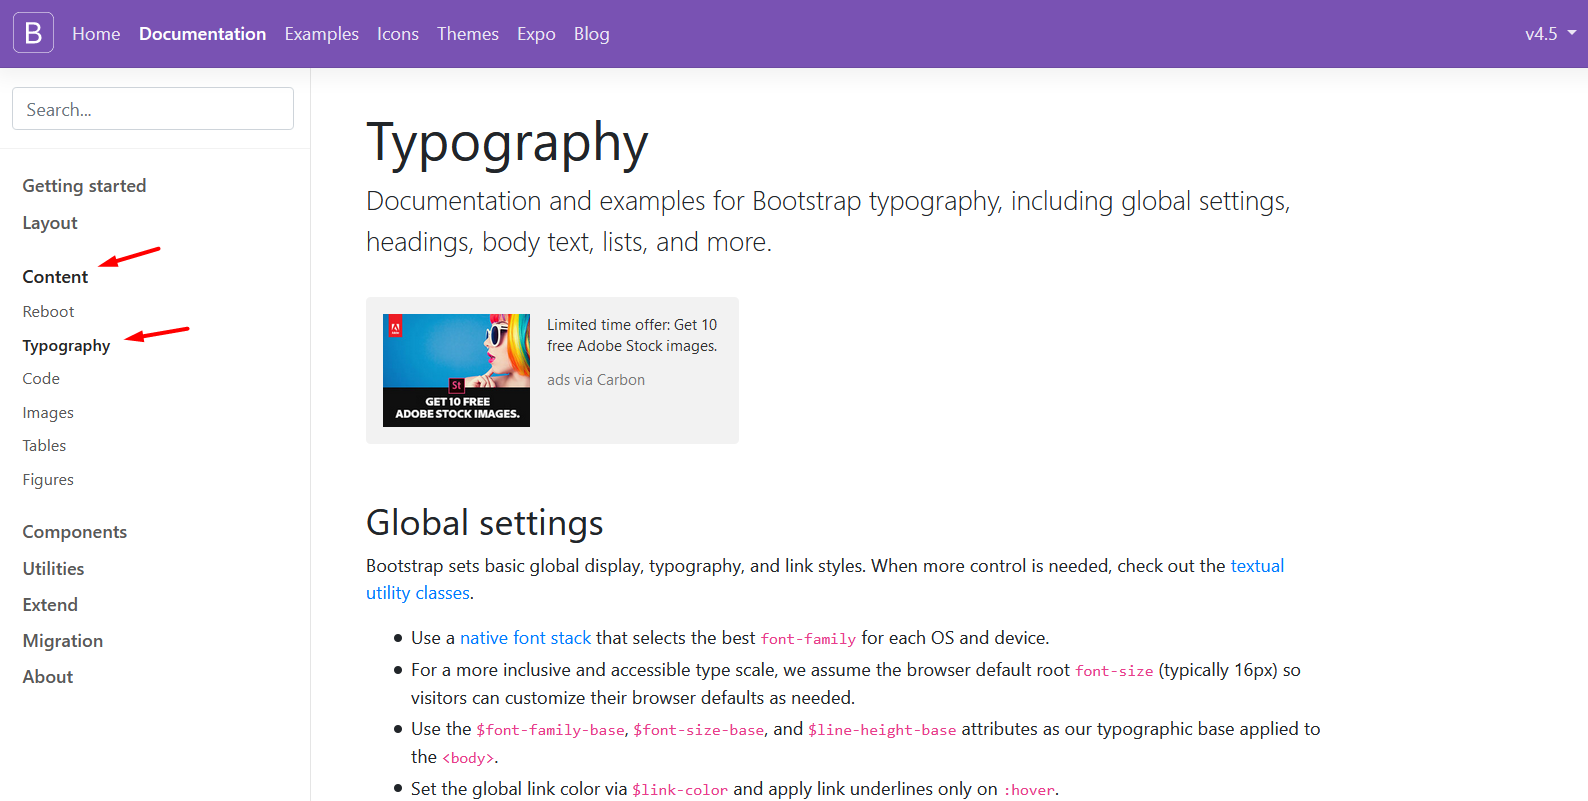 B Home Documentation Examples Icons Themes Expo Blog v4.5
Search...
Getting started
Layout
Content
Reboot
Typography
Code
Images
Tables
Figures
Components
Utilities
Extend
Migration
About
Typography
Documentation and examples for Bootstrap typography, including global settings,
headings, body text, lists, and more.
A
Adobe
St
GET 10 FREE
ADOBE STOCK IMAGES.
Limited time offer: Get 10
free Adobe Stock images.
ads via Carbon
Global settings
Bootstrap sets basic global display, typography, and link styles. When more control is needed, check out the textual
utility classes.
• Use a native font stack that selects the best font-family for each OS and device.
• For a more inclusive and accessible type scale, we assume the browser default root font-size (typically 16px) so
visitors can customize their browser defaults as needed.
• Use the $font-family-base, $font-size-base, and $line-height-base attributes as our typographic base applied to
the <body>.
• Set the global link color via $link-color and apply link underlines only on :hover.